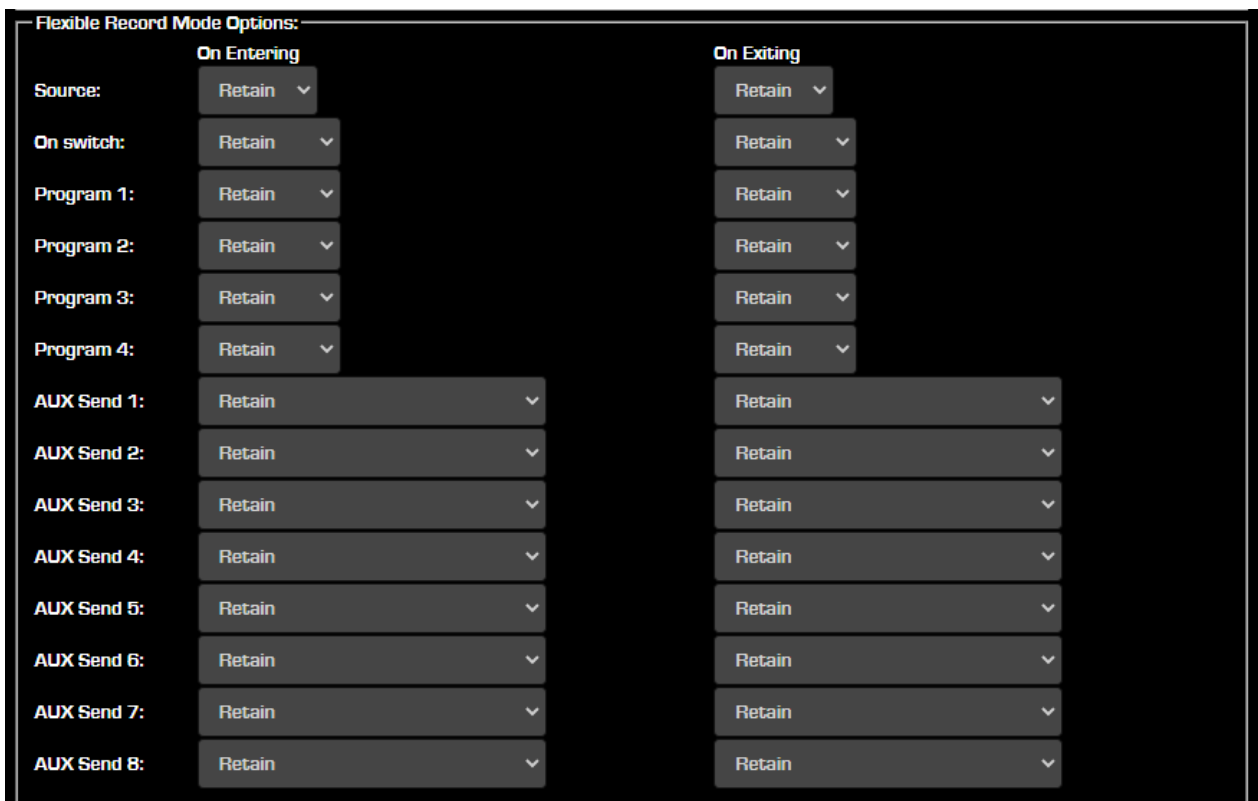 Flexible Record Mode Options:
On Entering On Exiting
Source: Retain Retain
On switch: Retain Retain
Program 1: Retain Retain
Program 2: Retain Retain
Program 3: Retain Retain
Program 4: Retain Retain
AUX Send 1: Retain Retain
AUX Send 2: Retain Retain
AUX Send 3: Retain Retain
AUX Send 4: Retain Retain
AUX Send 5: Retain Retain
AUX Send 6: Retain Retain
AUX Send 7: Retain Retain
AUX Send 8: Retain Retain